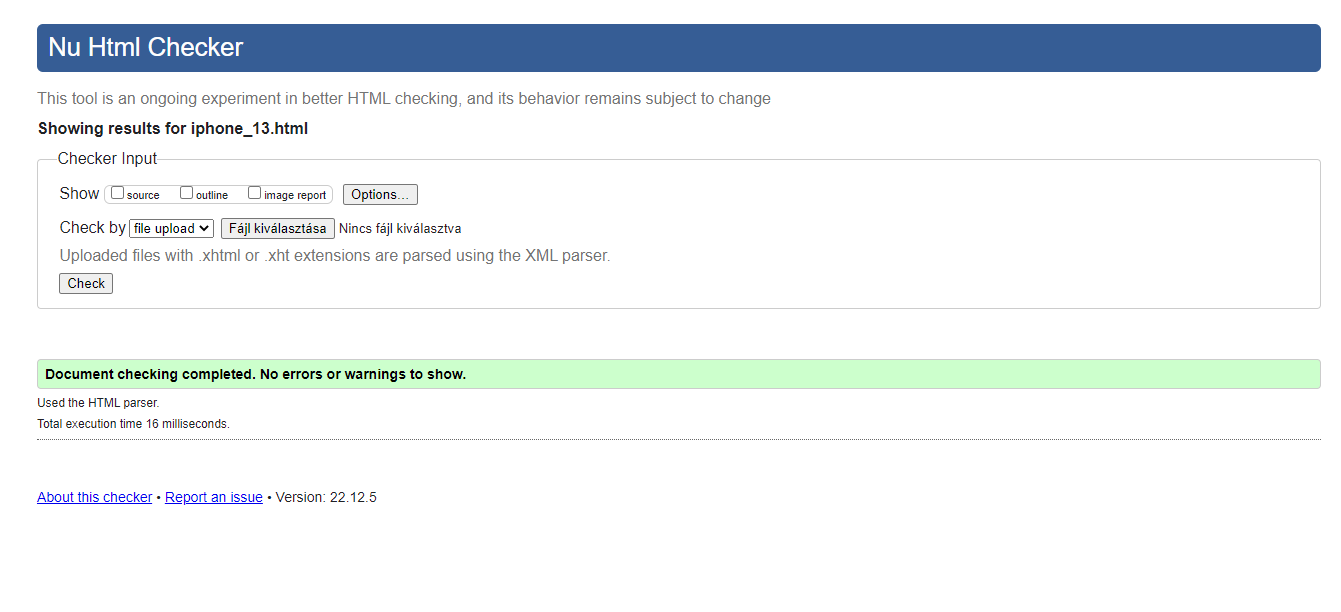 Nu Html Checker
This tool is an ongoing experiment in better HTML checking, and its behavior remains subject to change
Showing results for iphone_13.html
Checker Input
Show source outline image report Options...
Check by file upload Fájl kiválasztása Nincs fájl kiválasztva
Uploaded files with .xhtml or .xht extensions are parsed using the XML parser.
Check
Document checking completed. No errors or warnings to show.
Used the HTML parser.
Total execution time 16 milliseconds.
About this checker • Report an issue • Version: 22.12.5